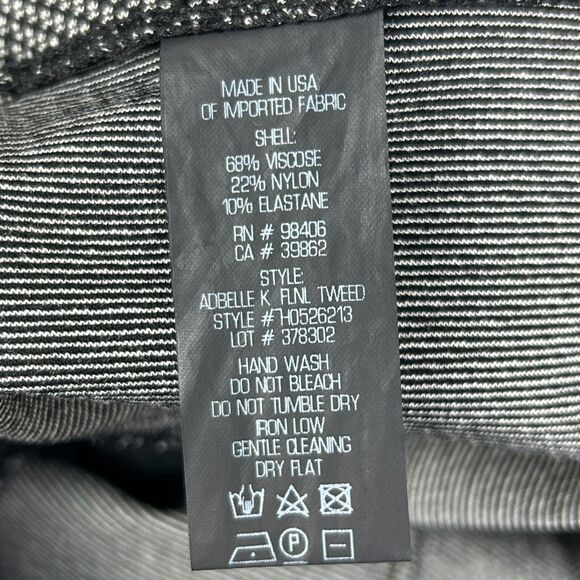 MADE IN USA
OF IMPORTED FABRIC
SHELL:
68% VISCOSE
22% NYLON
10% ELASTANE
RN # 98406
CA # 39862
STYLE:
ADBELLE K FLNL TWEED
STYLE #H0526213
LOT # 378302
HAND WASH
DO NOT BLEACH
DO NOT TUMBLE DRY
IRON LOW
GENTLE CLEANING
DRY FLAT
P